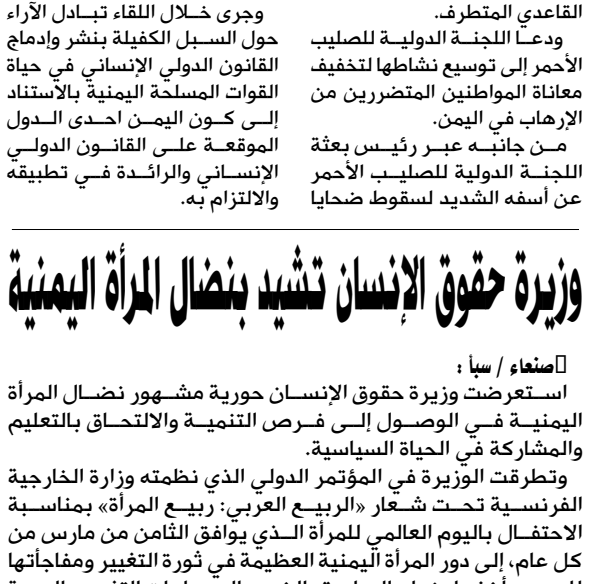 القاعدي المتطرف.
ودعا اللجنة الدولية للصليب
الأحمر إلى توسيع نشاطها لتخفيف
معاناة المواطنين المتضررين من
الإرهاب في اليمن.
من جانبه عبر رئيس بعثة
اللجنة الدولية للصليب الأحمر
عن أسفه الشديد لسقوط ضحايا
وجرى خلال اللقاء تبادل الآراء
حول السبل الكفيلة بنشر وإدماج
القانون الدولي الإنساني في حياة
القوات المسلحة اليمنية بالاستناد
إلى كون اليمن احدى الدول
الموقعة على القانون الدولي
الإنساني والرائدة في تطبيقه
والالتزام به.
وزيرة حقوق الإنسان تشيد بنضال المرأة اليمنية
صنعاء / سبأ :
استعرضت وزيرة حقوق الإنسان حورية مشهور نضال المرأة
اليمنية في الوصول إلى فرص التنمية والالتحاق بالتعليم
والمشاركة في الحياة السياسية.
وتطرقت الوزيرة في المؤتمر الدولي الذي نظمته وزارة الخارجية
الفرنسية تحت شعار «الربيع العربي: ربيع المرأة» بمناسبة
الاحتفال باليوم العالمي للمرأة الذي يوافق الثامن من مارس من
كل عام، إلى دور المرأة اليمنية العظيمة في ثورة التغيير ومفاجأتها